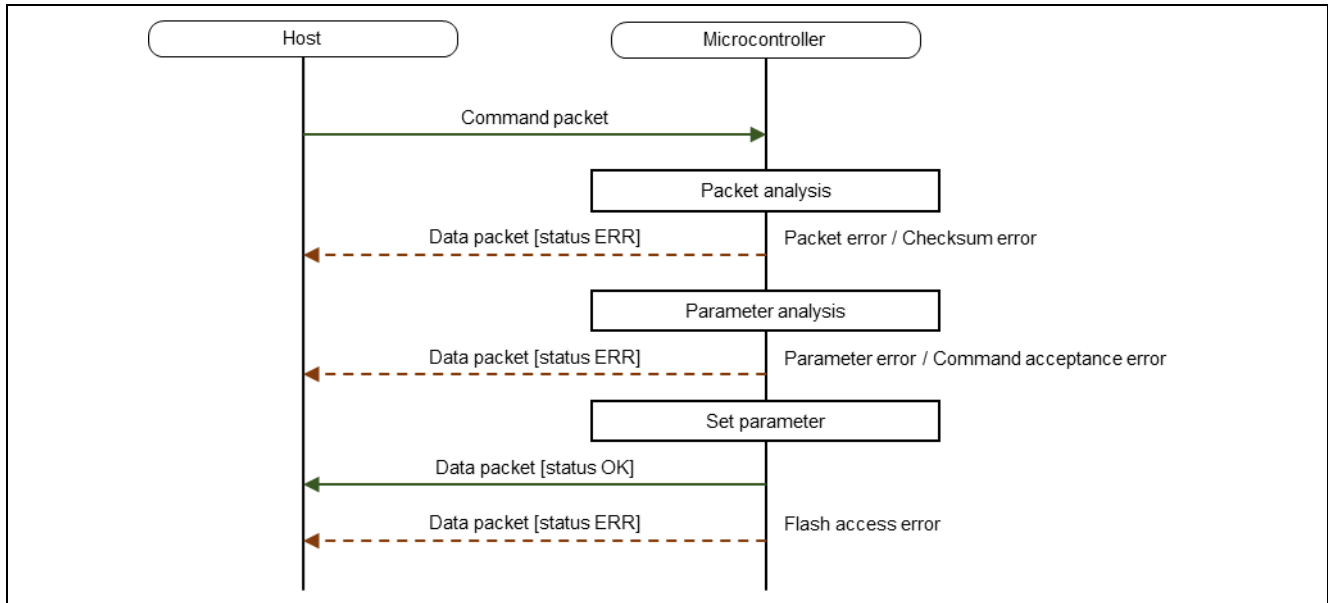 Host
Microcontroller
Command packet
Packet analysis
Data packet [status ERR]
Packet error / Checksum error
Parameter analysis
Data packet [status ERR]
Parameter error / Command acceptance error
Set parameter
Data packet [status OK]
Data packet [status ERR]
Flash access error